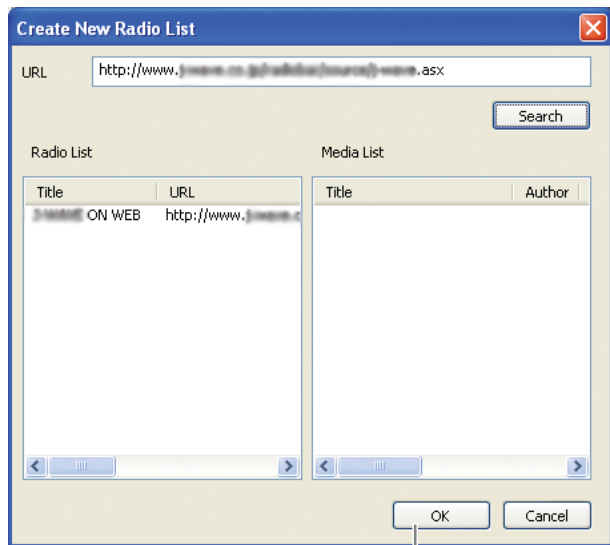 Create New Radio List
URL http://www. .asx
Search
Radio List Media List
Title URL Title Author
ON WEB http://www.
OK Cancel